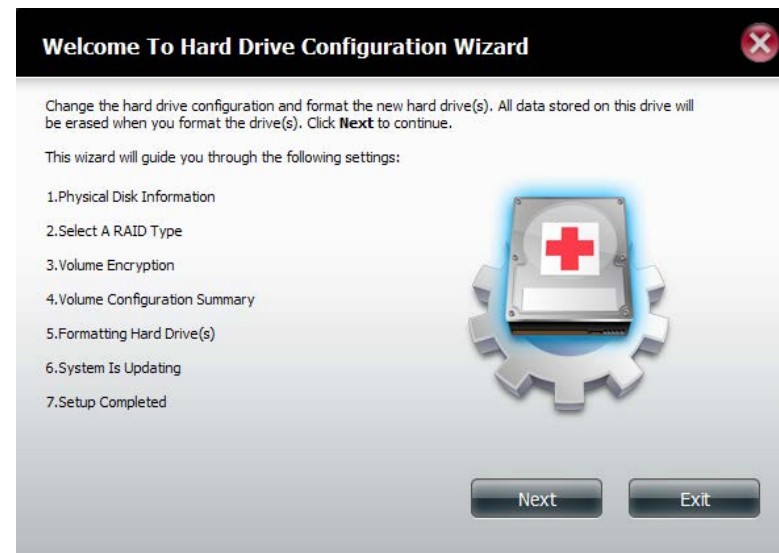 Welcome To Hard Drive Configuration Wizard
Change the hard drive configuration and format the new hard drive(s). All data stored on this drive will
be erased when you format the drive(s). Click Next to continue.
This wizard will guide you through the following settings:
1.Physical Disk Information
2.Select A RAID Type
3.Volume Encryption
4.Volume Configuration Summary
5.Formatting Hard Drive(s)
6.System Is Updating
7.Setup Completed
Next
Exit